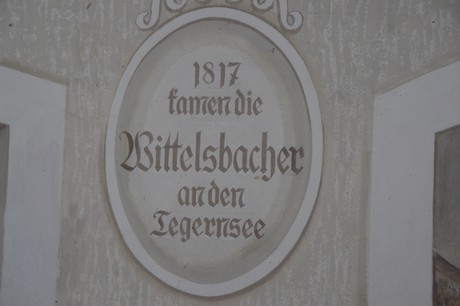 1817
kamen die
Wittelsbacher
an den
Tegernsee